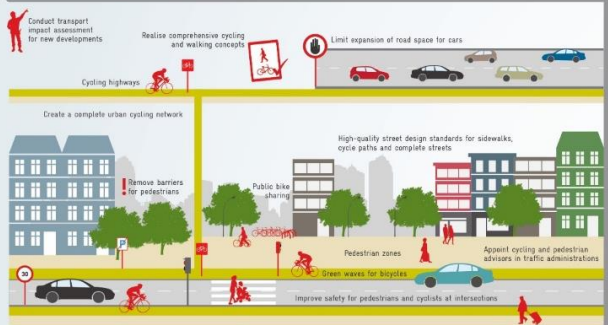 Conduct transport
impact assessment
for new developments
Realise comprehensive cycling
and walking concepts
Limit expansion of road space for cars
Cycling highways
Create a complete urban cycling network
High-quality street design standards for sidewalks,
cycle paths and complete streets
! Remove barriers
for pedestrians
Public bike
sharing
P
Pedestrian zones
Appoint cycling and pedestrian
advisors in traffic administrations
30
Green waves for bicycles
Improve safety for pedestrians and cyclists at intersections